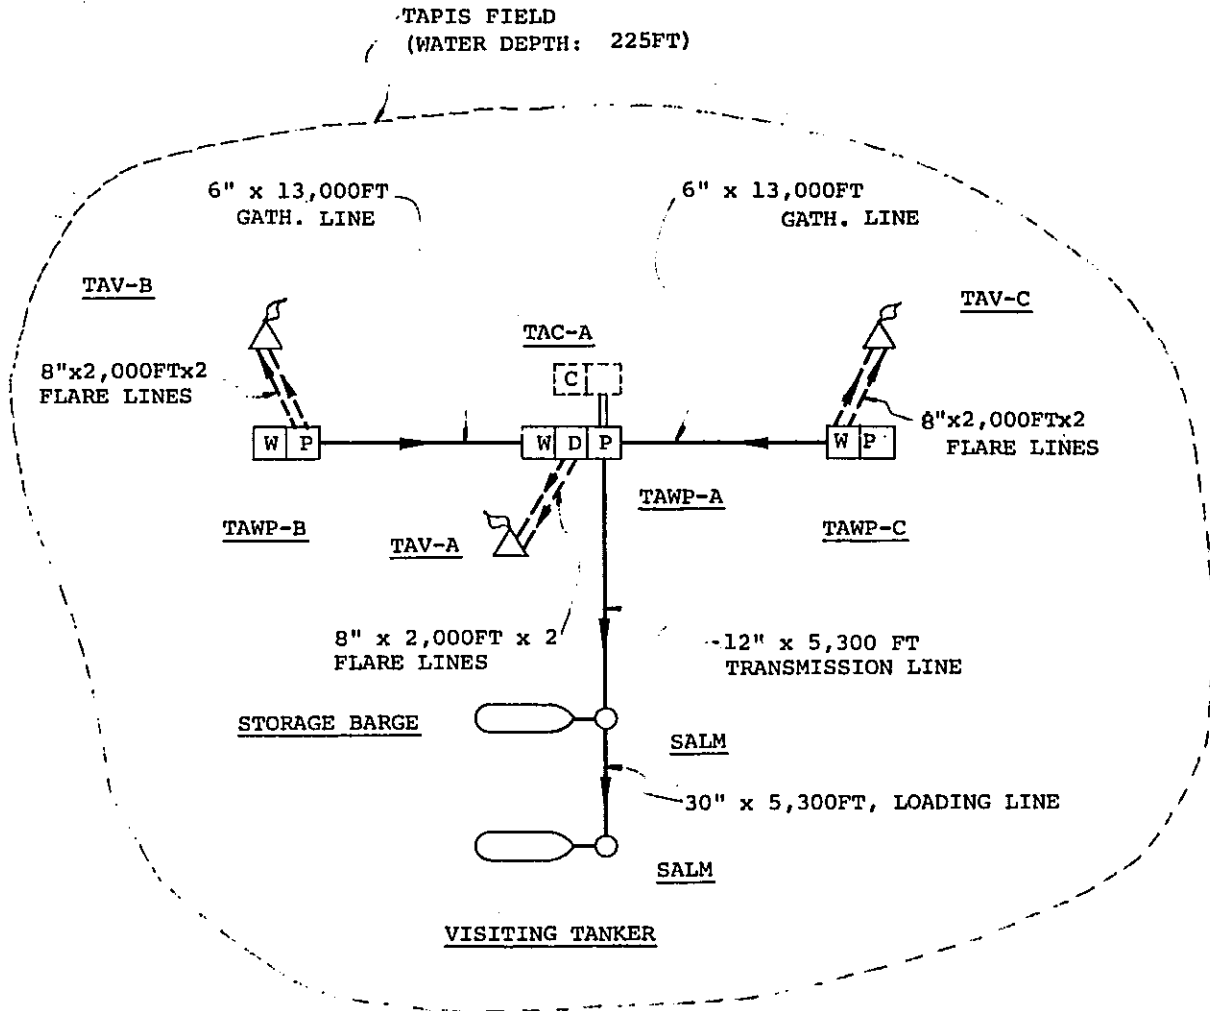 TAPIS FIELD
(WATER DEPTH: 225FT)
6" x 13,000FT
GATH. LINE
6" x 13,000FT
GATH. LINE
TAV-B
TAV-C
TAC-A
C
8"x2,000FTx2
FLARE LINES
8"x2,000FTx2
FLARE LINES
W P
W D P
W P
TAWP-B
TAV-A
TAWP-A
TAWP-C
8" x 2,000FT x 2
FLARE LINES
12" x 5,300 FT
TRANSMISSION LINE
STORAGE BARGE
SALM
30" x 5,300FT, LOADING LINE
SALM
VISITING TANKER